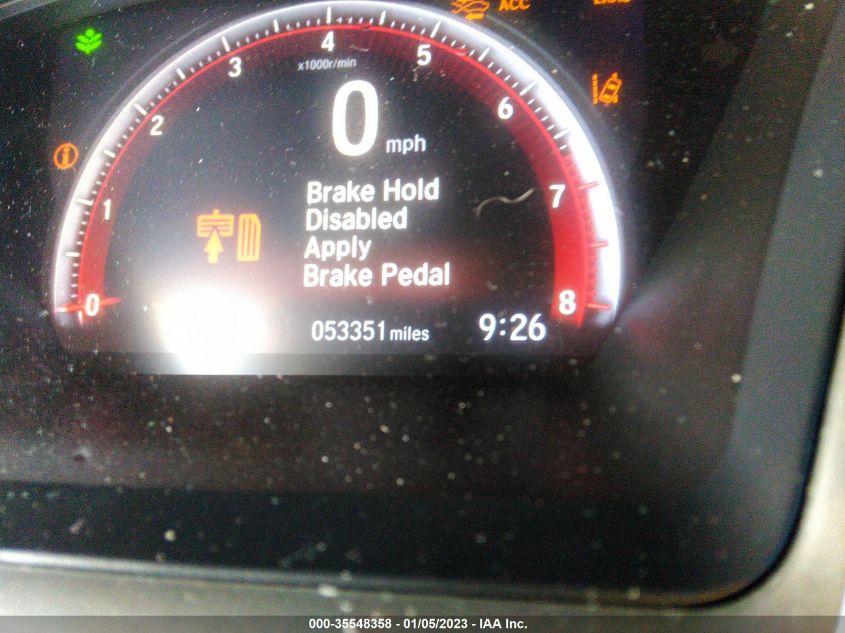 ACC
4
x1000r/min
3
5
2
6
0 mph
i
1
7
Brake Hold
Disabled
Apply
Brake Pedal
0
8
053351 miles
9:26
000-35548358 - 01/05/2023 - IAA Inc.